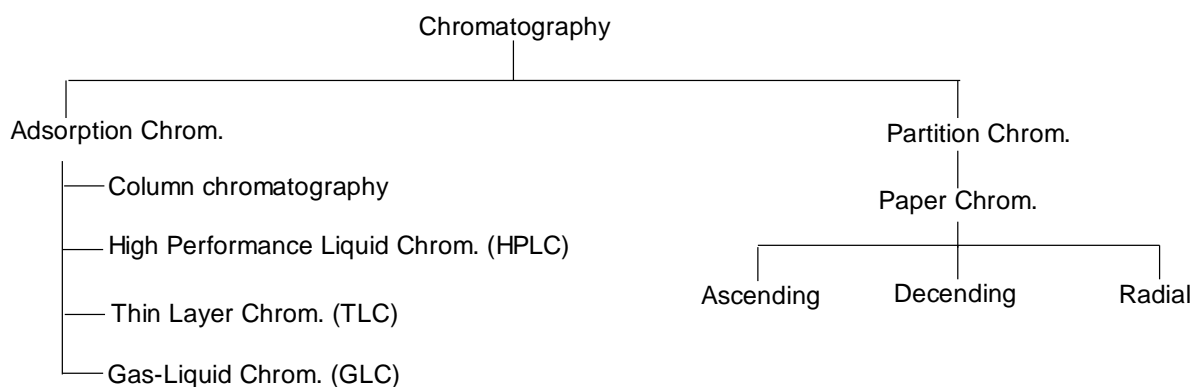 Chromatography
Adsorption Chrom.
Column chromatography
High Performance Liquid Chrom. (HPLC)
Thin Layer Chrom. (TLC)
Gas-Liquid Chrom. (GLC)
Partition Chrom.
Paper Chrom.
Ascending
Decending
Radial